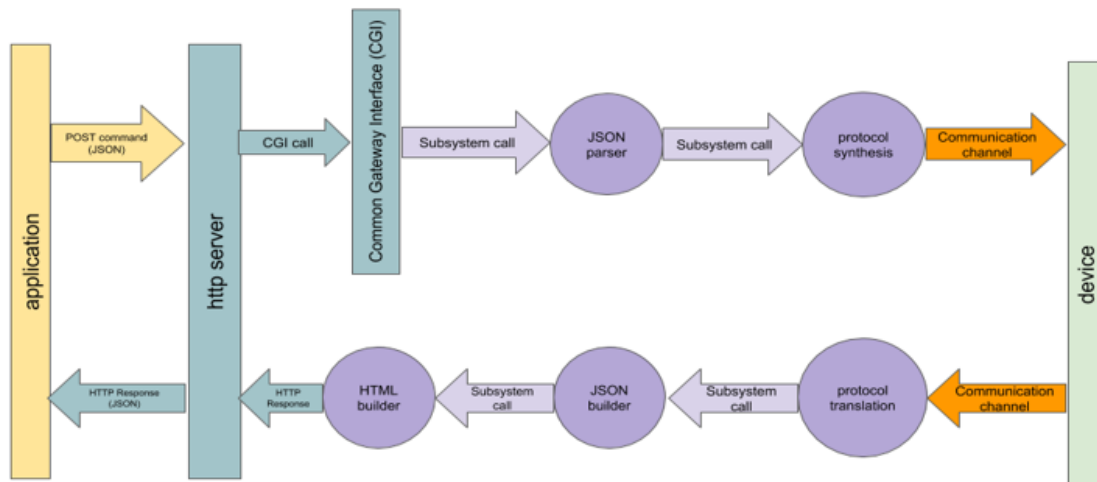 application
POST command
(JSON)
http server
CGI call
Common Gateway Interface (CGI)
Subsystem call
JSON
parser
Subsystem call
protocol
synthesis
Communication
channel
device
HTTP Response
(JSON)
HTTP
Response
HTML
builder
Subsystem
call
JSON
builder
Subsystem
call
protocol
translation
Communication
channel